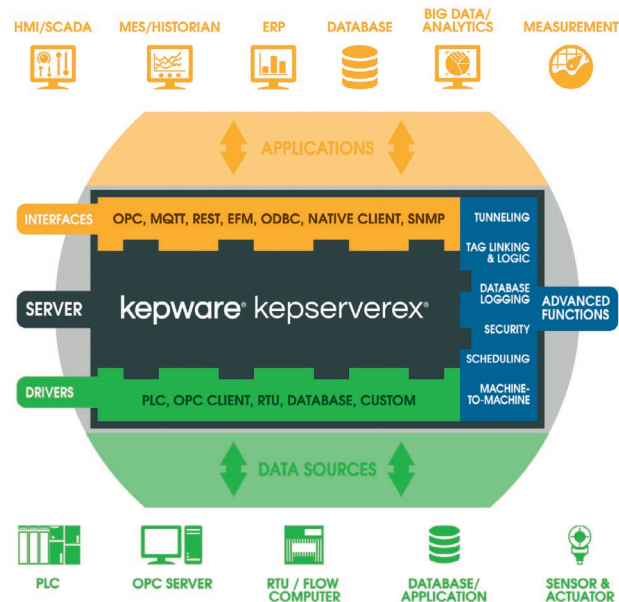 HMI/SCADA
MES/HISTORIAN
ERP
DATABASE
BIG DATA/
ANALYTICS
MEASUREMENT
APPLICATIONS
INTERFACES
OPC, MQTT, REST, EFM, ODBC, NATIVE CLIENT, SNMP
TUNNELING
TAG LINKING
& LOGIC
SERVER
kepware® kepserverex®
DATABASE
LOGGING
SECURITY
ADVANCED
FUNCTIONS
SCHEDULING
DRIVERS
PLC, OPC CLIENT, RTU, DATABASE, CUSTOM
MACHINE-
TO-MACHINE
DATA SOURCES
PLC
OPC SERVER
RTU / FLOW
COMPUTER
DATABASE/
APPLICATION
SENSOR &
ACTUATOR